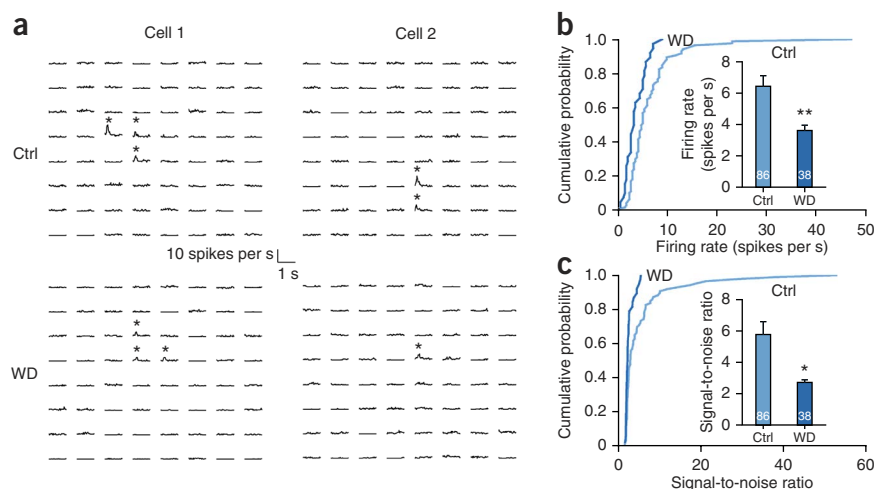 a
Cell 1
Cell 2
*
*
*
Ctrl
*
*
10 spikes per s
1 s
*
*
*
WD
*
b
WD
Ctrl
Cumulative probability
1.0
0.8
0.6
0.4
0.2
0
0
10
20
30
40
50
Firing rate (spikes per s)
Firing rate
(spikes per s)
8
6
4
2
0
**
86
38
Ctrl
WD
c
WD
Ctrl
Cumulative probability
1.0
0.8
0.6
0.4
0.2
0
0
20
40
60
Signal-to-noise ratio
Signal-to-noise ratio
8
6
4
2
0
*
86
38
Ctrl
WD